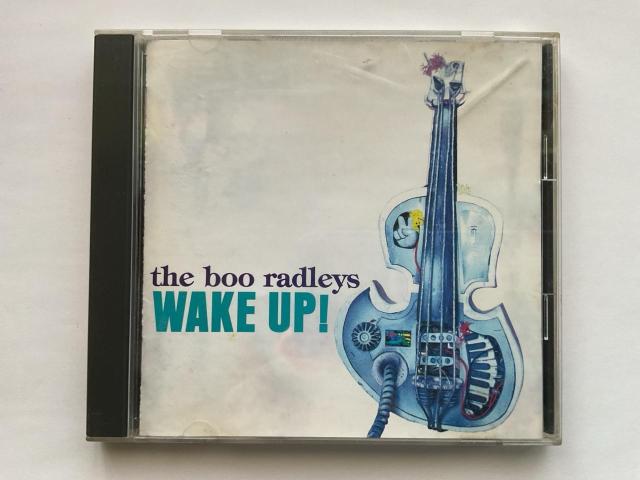 the boo radleys
WAKE UP!